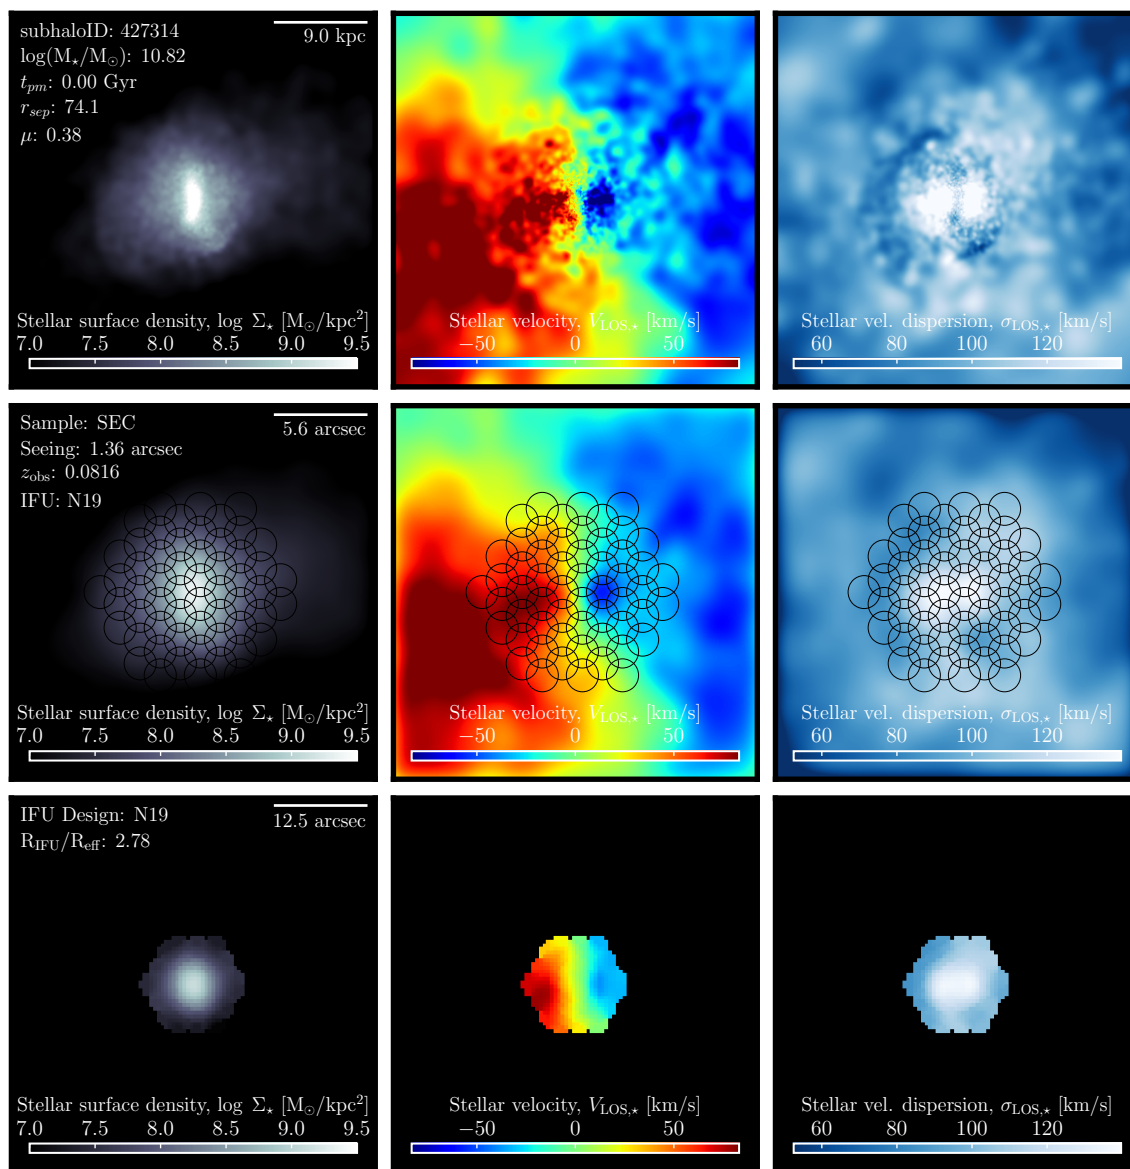 subhaloID: 427314
log(M⋆/M⊙): 10.82
t_pm: 0.00 Gyr
r_sep: 74.1
μ: 0.38
9.0 kpc
Stellar surface density, log Σ⋆ [M⊙/kpc²]
7.0 7.5 8.0 8.5 9.0 9.5
Stellar velocity, V_LOS,⋆ [km/s]
−50 0 50
Stellar vel. dispersion, σ_LOS,⋆ [km/s]
60 80 100 120
Sample: SEC
Seeing: 1.36 arcsec
z_obs: 0.0816
IFU: N19
5.6 arcsec
Stellar surface density, log Σ⋆ [M⊙/kpc²]
7.0 7.5 8.0 8.5 9.0 9.5
Stellar velocity, V_LOS,⋆ [km/s]
−50 0 50
Stellar vel. dispersion, σ_LOS,⋆ [km/s]
60 80 100 120
IFU Design: N19
R_IFU/R_eff: 2.78
12.5 arcsec
Stellar surface density, log Σ⋆ [M⊙/kpc²]
7.0 7.5 8.0 8.5 9.0 9.5
Stellar velocity, V_LOS,⋆ [km/s]
−50 0 50
Stellar vel. dispersion, σ_LOS,⋆ [km/s]
60 80 100 120